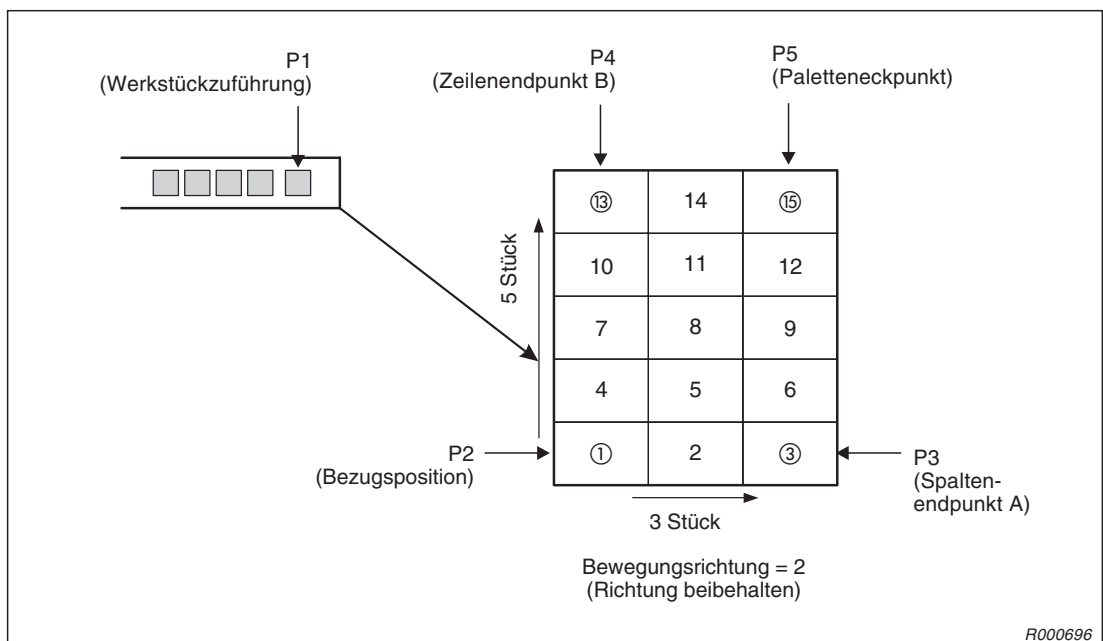 P1
(Werkstückzuführung)
P4
(Zeilenendpunkt B)
P5
(Paletteneckpunkt)
5 Stück
⑬ 14 ⑮
10 11 12
7 8 9
4 5 6
① 2 ③
P2
(Bezugsposition)
P3
(Spalten-
endpunkt A)
3 Stück
Bewegungsrichtung = 2
(Richtung beibehalten)
R000696